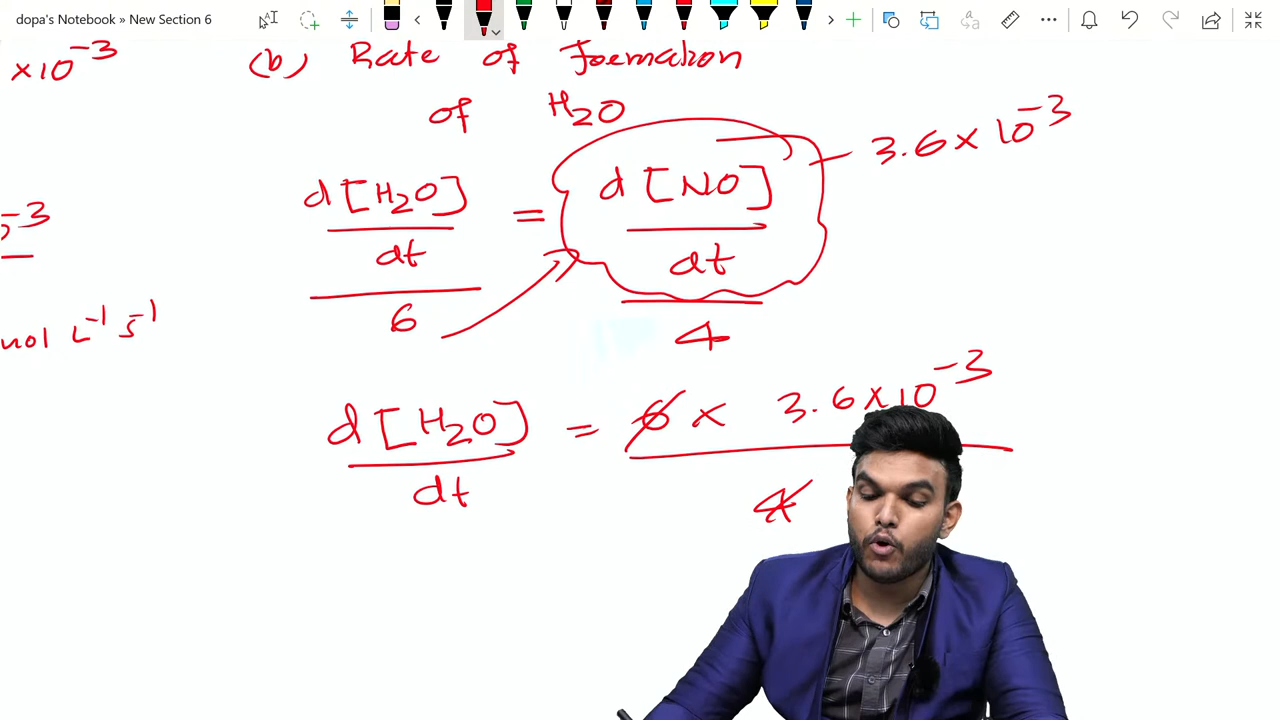 dopa's Notebook » New Section 6
×10⁻³
(b) Rate of Formation
of H₂O
d[H₂O]/dt / 6 = d[NO]/dt / 4
3.6 × 10⁻³
-3
mol L⁻¹ s⁻¹
d[H₂O]/dt = 6 × 3.6×10⁻³ / 4